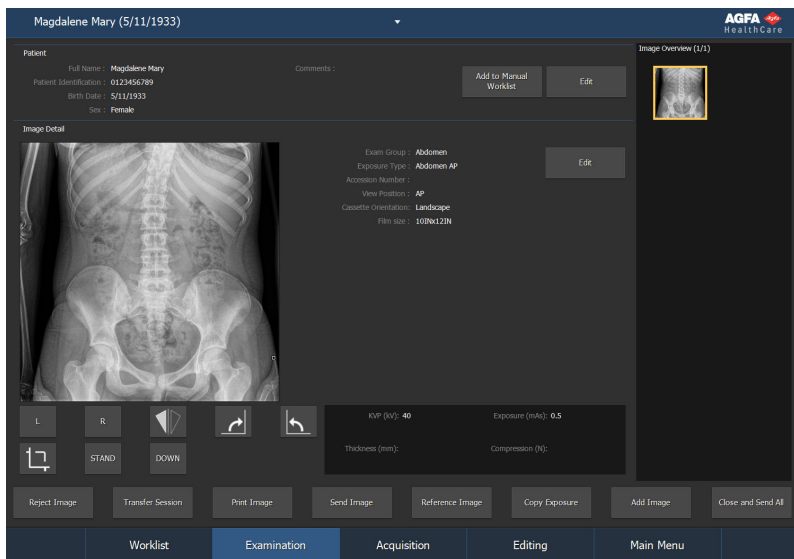 Magdalene Mary (5/11/1933)
AGFA
HealthCare
Patient
Full Name : Magdalene Mary
Patient Identification : 0123456789
Birth Date : 5/11/1933
Sex : Female
Comments :
Add to Manual
Worklist
Edit
Image Overview (1/1)
Image Detail
Exam Group : Abdomen
Exposure Type : Abdomen AP
Accession Number :
View Position : AP
Cassette Orientation: Landscape
Film size : 10INx12IN
Edit
L
R
STAND
DOWN
KVP (kV): 40
Exposure (mAs): 0.5
Thickness (mm):
Compression (N):
Reject Image
Transfer Session
Print Image
Send Image
Reference Image
Copy Exposure
Add Image
Close and Send All
Worklist
Examination
Acquisition
Editing
Main Menu